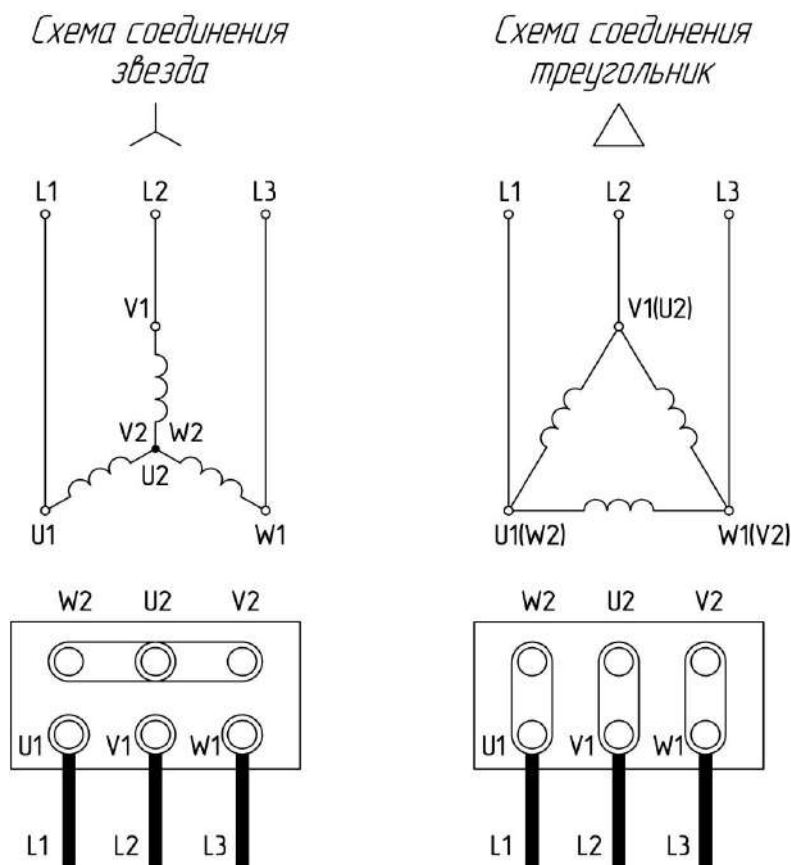 Схема соединения
звезда
Схема соединения
треугольник
L1 L2 L3
V1
V2 W2
U2
U1 W1
L1 L2 L3
V1(U2)
U1(W2) W1(V2)
W2 U2 V2
U1 V1 W1
L1 L2 L3
W2 U2 V2
U1 V1 W1
L1 L2 L3